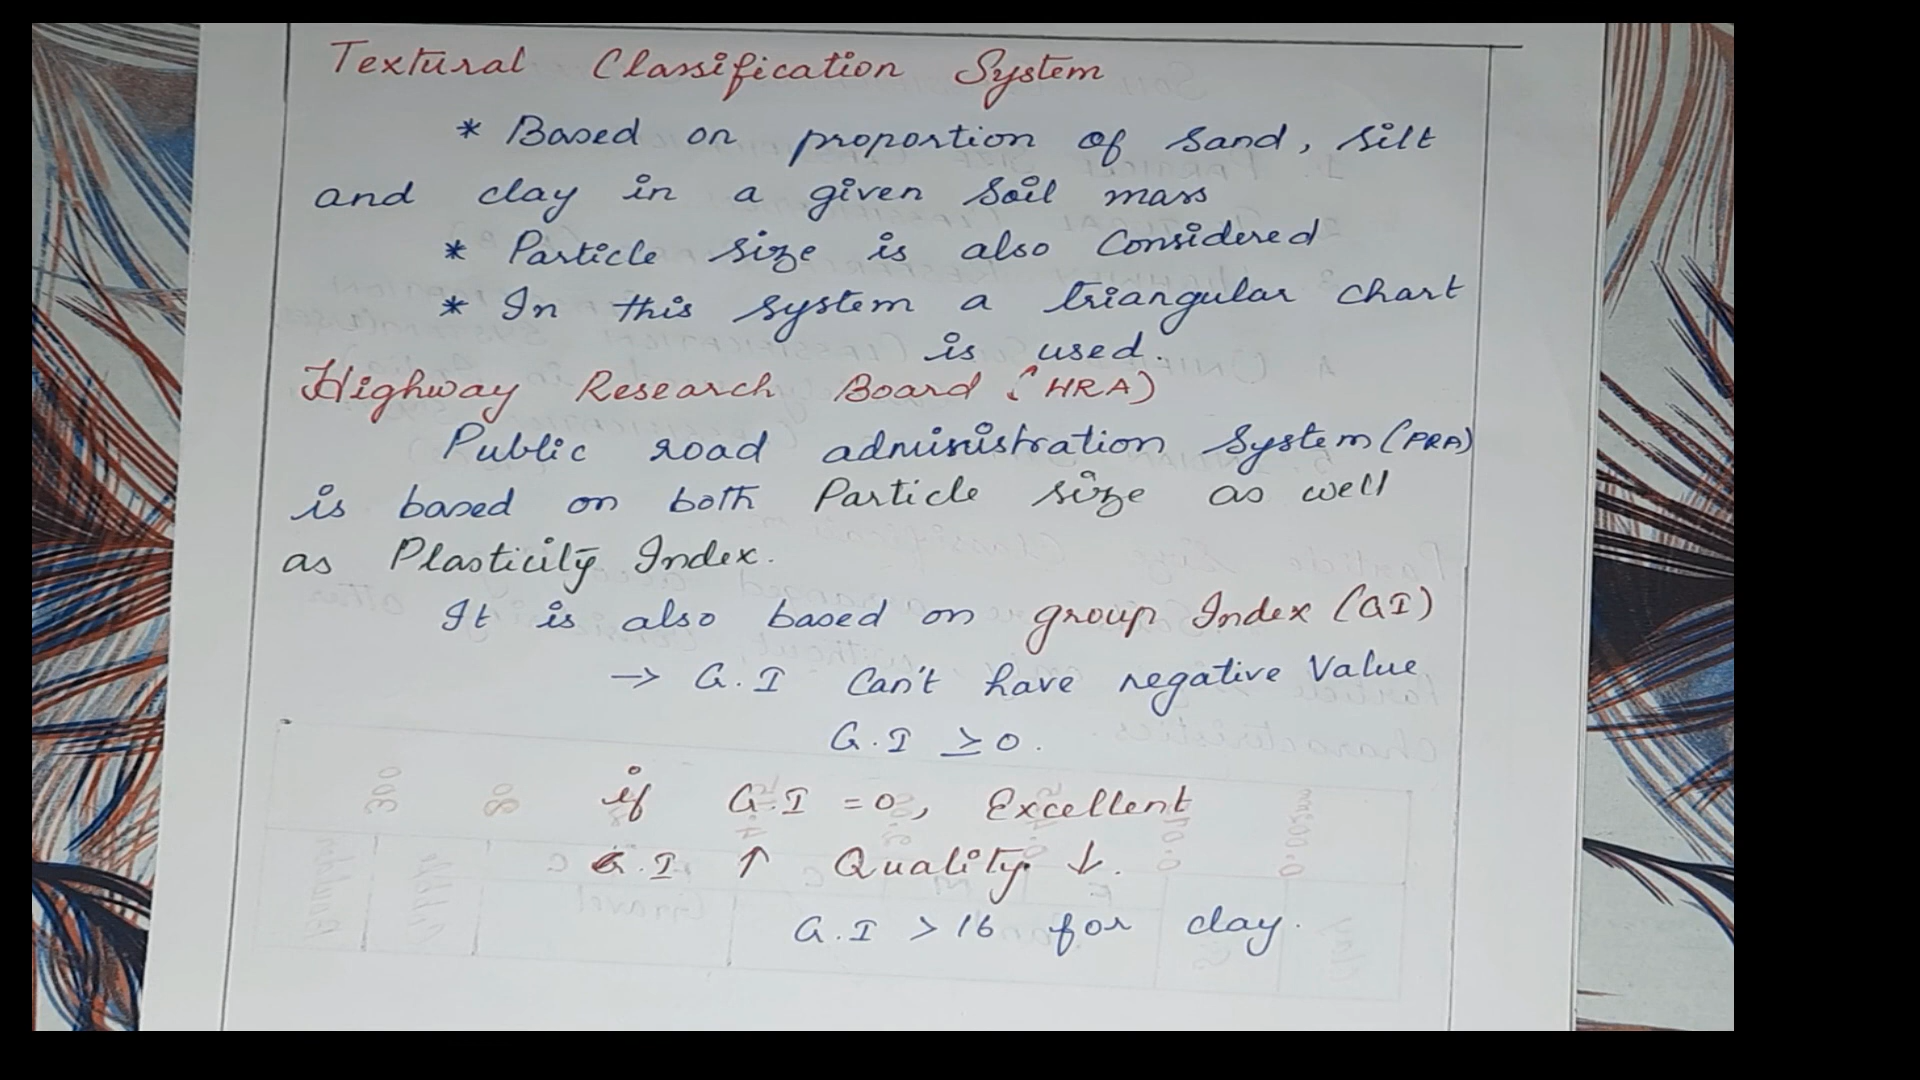 Textural Classification System
* Based on proportion of sand, silt
and clay in a given soil mass
* Particle size is also Considered
* In this system a triangular chart
is used.
Highway Research Board (HRA)
Public road administration System (PRA)
is based on both Particle size as well
as Plasticity Index.
It is also based on group Index (GI)
→ G.I Can't have negative Value
G.I ≥ 0.
if G.I = 0, Excellent
G.I ↑ Quality ↓.
G.I > 16 for clay.